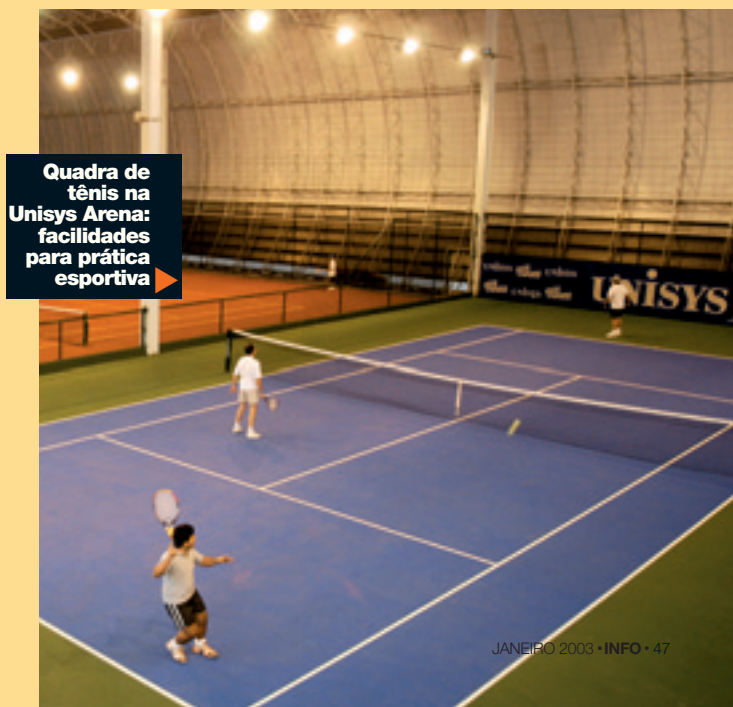 Quadra de
tênis na
Unisys Arena:
facilidades
para prática
esportiva
UNiSYS
JANEIRO 2003 • INFO • 47